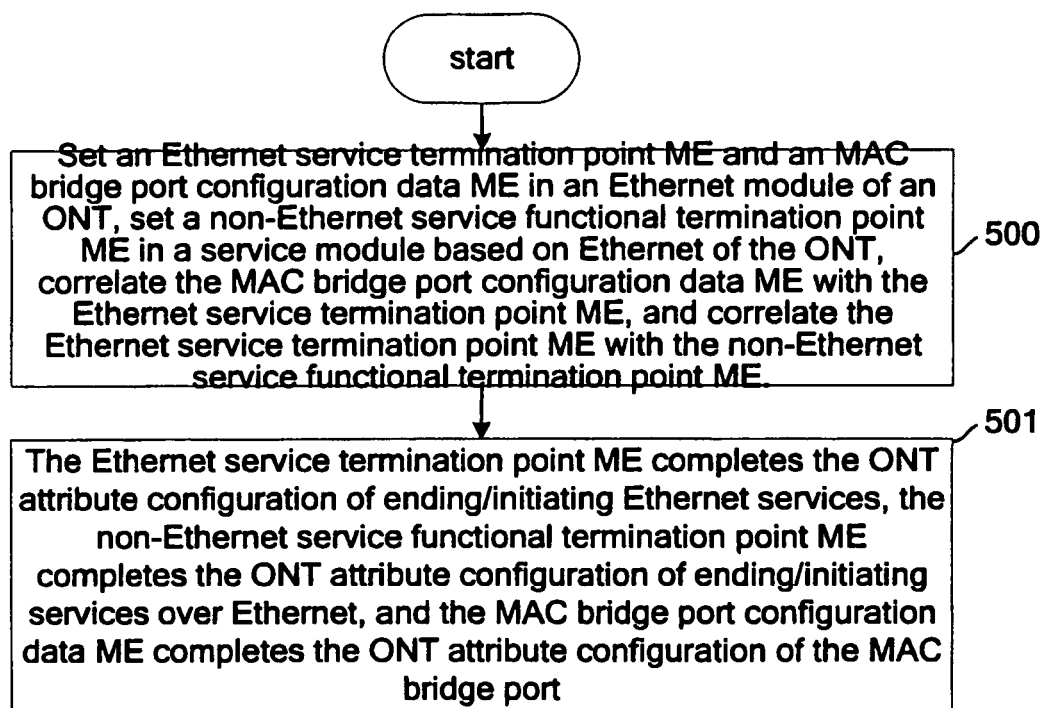 start
Set an Ethernet service termination point ME and an MAC
bridge port configuration data ME in an Ethernet module of an
ONT, set a non-Ethernet service functional termination point
ME in a service module based on Ethernet of the ONT,
correlate the MAC bridge port configuration data ME with the
Ethernet service termination point ME, and correlate the
Ethernet service termination point ME with the non-Ethernet
service functional termination point ME.
500
501
The Ethernet service termination point ME completes the ONT
attribute configuration of ending/initiating Ethernet services, the
non-Ethernet service functional termination point ME
completes the ONT attribute configuration of ending/initiating
services over Ethernet, and the MAC bridge port configuration
data ME completes the ONT attribute configuration of the MAC
bridge port